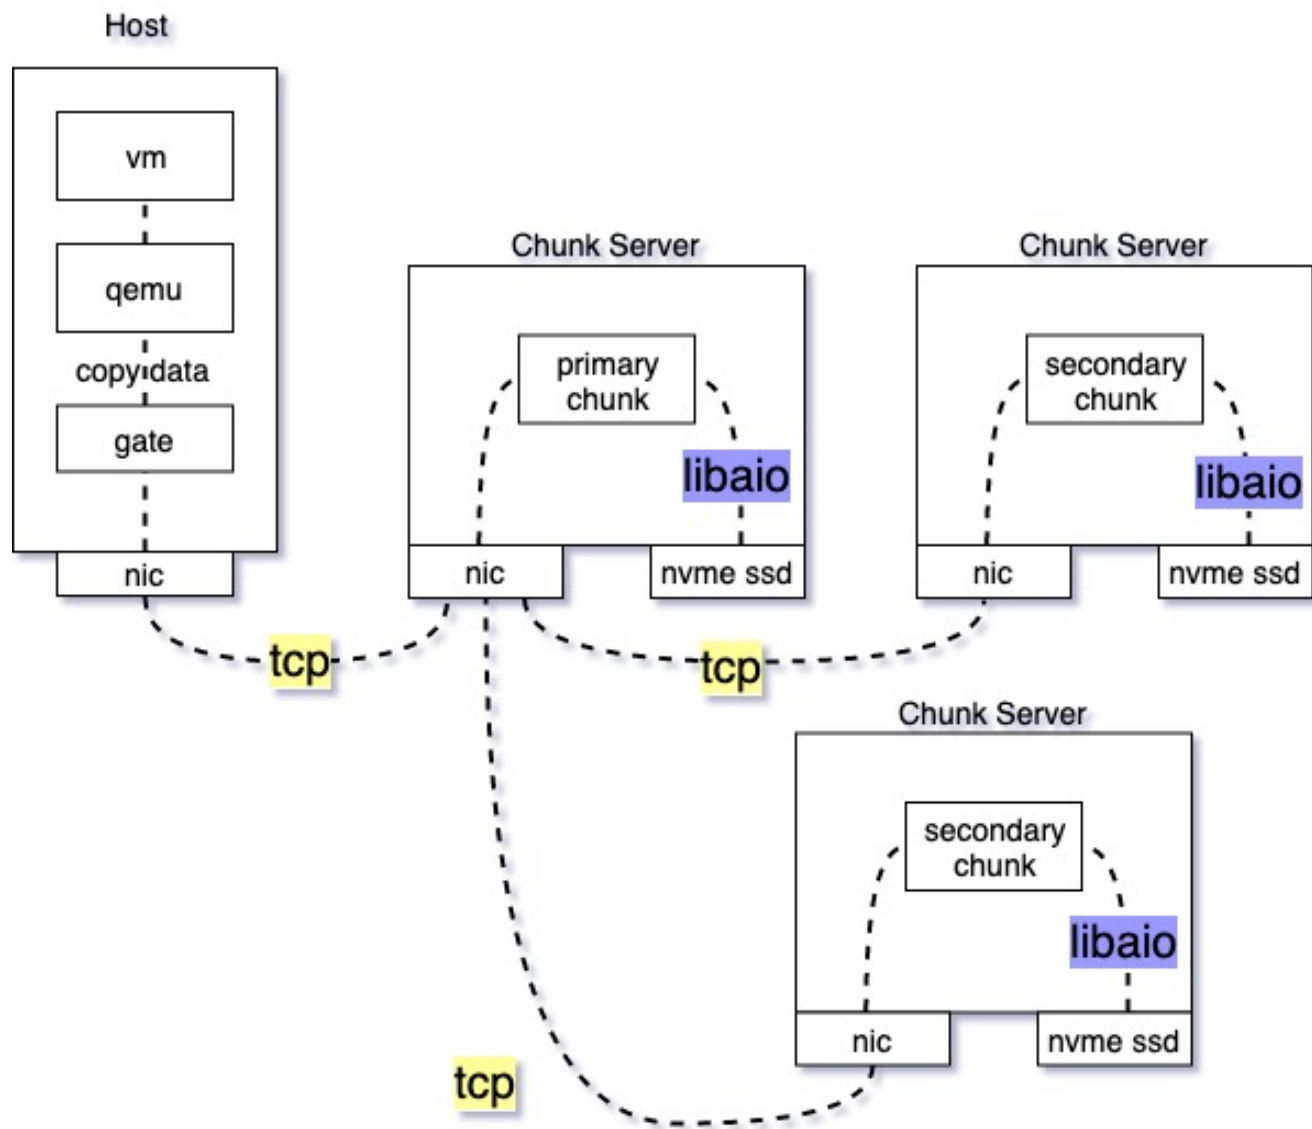 Host
vm
qemu
copy data
gate
nic
tcp
Chunk Server
primary
chunk
libaio
nic
nvme ssd
tcp
Chunk Server
secondary
chunk
libaio
nic
nvme ssd
Chunk Server
secondary
chunk
libaio
nic
nvme ssd
tcp